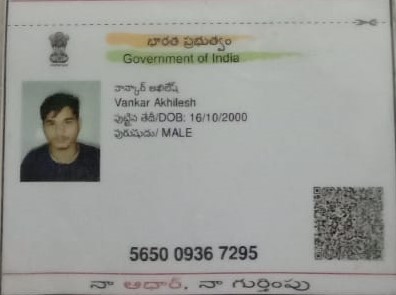 భారత ప్రభుత్వం
Government of India
వాన్కార్ అఖిలేష్
Vankar Akhilesh
పుట్టిన తేదీ/DOB: 16/10/2000
పురుషుడు/ MALE
5650 0936 7295
నా ఆధార్, నా గుర్తింపు